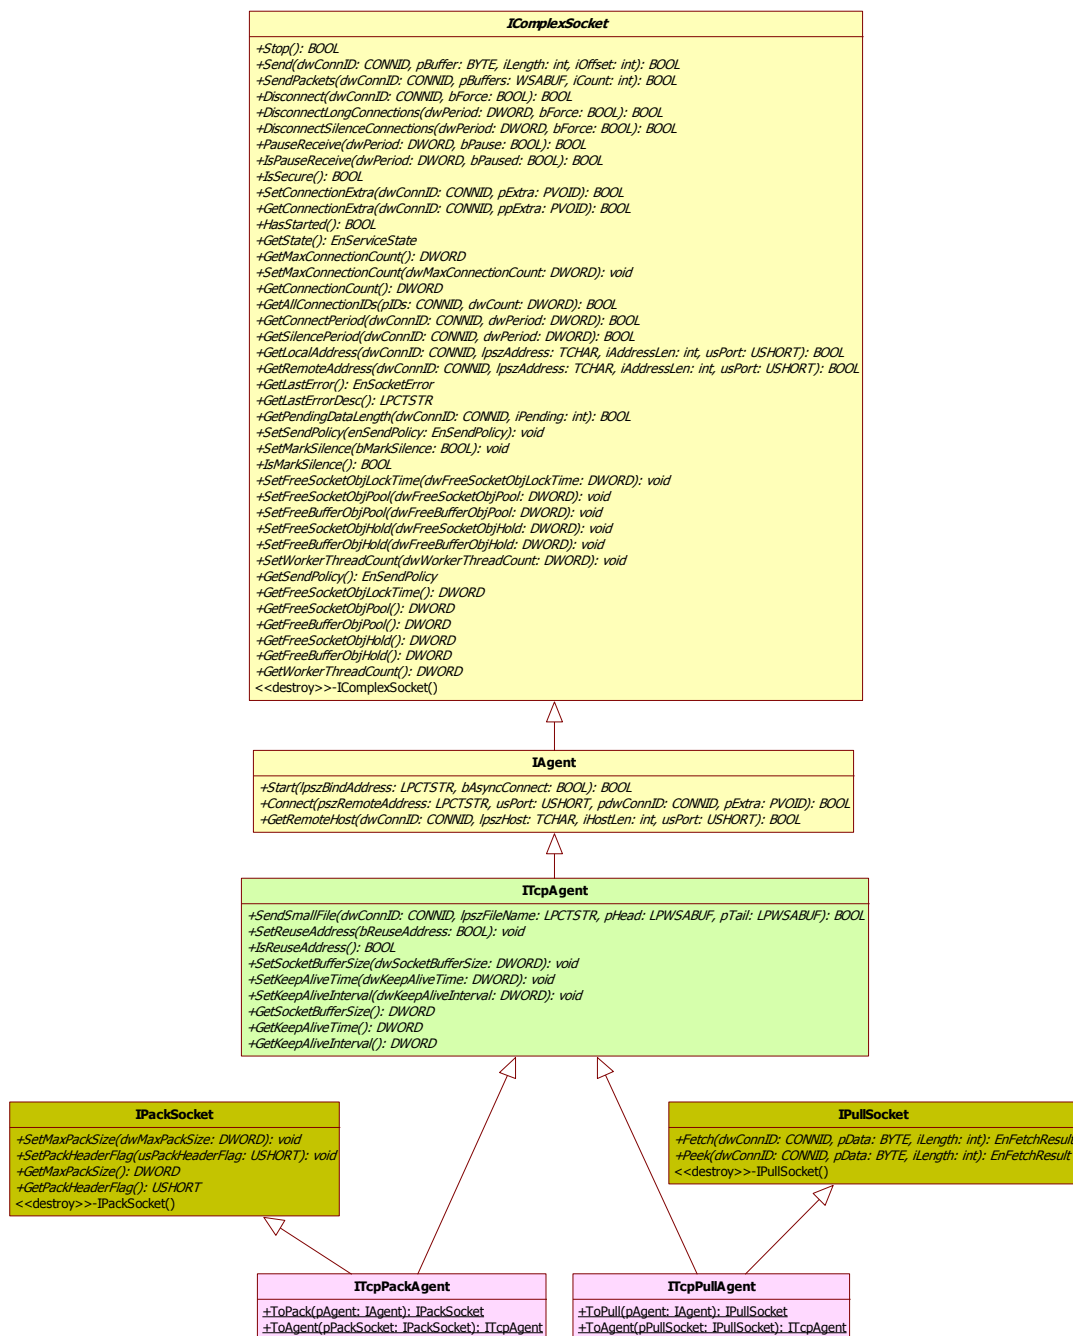 IComplexSocket
+Stop(): BOOL
+Send(dwConnID: CONNID, pBuffer: BYTE, iLength: int, iOffset: int): BOOL
+SendPackets(dwConnID: CONNID, pBuffers: WSABUF, iCount: int): BOOL
+Disconnect(dwConnID: CONNID, bForce: BOOL): BOOL
+DisconnectLongConnections(dwPeriod: DWORD, bForce: BOOL): BOOL
+DisconnectSilenceConnections(dwPeriod: DWORD, bForce: BOOL): BOOL
+PauseReceive(dwPeriod: DWORD, bPause: BOOL): BOOL
+IsPauseReceive(dwPeriod: DWORD, bPaused: BOOL): BOOL
+IsSecure(): BOOL
+SetConnectionExtra(dwConnID: CONNID, pExtra: PVOID): BOOL
+GetConnectionExtra(dwConnID: CONNID, ppExtra: PVOID): BOOL
+HasStarted(): BOOL
+GetState(): EnServiceState
+GetMaxConnectionCount(): DWORD
+SetMaxConnectionCount(dwMaxConnectionCount: DWORD): void
+GetConnectionCount(): DWORD
+GetAllConnectionIDs(pIDs: CONNID, dwCount: DWORD): BOOL
+GetConnectPeriod(dwConnID: CONNID, dwPeriod: DWORD): BOOL
+GetSilencePeriod(dwConnID: CONNID, dwPeriod: DWORD): BOOL
+GetLocalAddress(dwConnID: CONNID, lpszAddress: TCHAR, iAddressLen: int, usPort: USHORT): BOOL
+GetRemoteAddress(dwConnID: CONNID, lpszAddress: TCHAR, iAddressLen: int, usPort: USHORT): BOOL
+GetLastError(): EnSocketError
+GetLastErrorDesc(): LPCTSTR
+GetPendingDataLength(dwConnID: CONNID, iPending: int): BOOL
+SetSendPolicy(enSendPolicy: EnSendPolicy): void
+SetMarkSilence(bMarkSilence: BOOL): void
+IsMarkSilence(): BOOL
+SetFreeSocketObjLockTime(dwFreeSocketObjLockTime: DWORD): void
+SetFreeSocketObjPool(dwFreeSocketObjPool: DWORD): void
+SetFreeBufferObjPool(dwFreeBufferObjPool: DWORD): void
+SetFreeSocketObjHold(dwFreeSocketObjHold: DWORD): void
+SetFreeBufferObjHold(dwFreeBufferObjHold: DWORD): void
+SetWorkerThreadCount(dwWorkerThreadCount: DWORD): void
+GetSendPolicy(): EnSendPolicy
+GetFreeSocketObjLockTime(): DWORD
+GetFreeSocketObjPool(): DWORD
+GetFreeBufferObjPool(): DWORD
+GetFreeSocketObjHold(): DWORD
+GetFreeBufferObjHold(): DWORD
+GetWorkerThreadCount(): DWORD
<<destroy>>-IComplexSocket()
IAgent
+Start(lpszBindAddress: LPCTSTR, bAsyncConnect: BOOL): BOOL
+Connect(pszRemoteAddress: LPCTSTR, usPort: USHORT, pdwConnID: CONNID, pExtra: PVOID): BOOL
+GetRemoteHost(dwConnID: CONNID, lpszHost: TCHAR, iHostLen: int, usPort: USHORT): BOOL
ITcpAgent
+SendSmallFile(dwConnID: CONNID, lpszFileName: LPCTSTR, pHead: LPWSABUF, pTail: LPWSABUF): BOOL
+SetReuseAddress(bReuseAddress: BOOL): void
+IsReuseAddress(): BOOL
+SetSocketBufferSize(dwSocketBufferSize: DWORD): void
+SetKeepAliveTime(dwKeepAliveTime: DWORD): void
+SetKeepAliveInterval(dwKeepAliveInterval: DWORD): void
+GetSocketBufferSize(): DWORD
+GetKeepAliveTime(): DWORD
+GetKeepAliveInterval(): DWORD
IPackSocket
+SetMaxPackSize(dwMaxPackSize: DWORD): void
+SetPackHeaderFlag(usPackHeaderFlag: USHORT): void
+GetMaxPackSize(): DWORD
+GetPackHeaderFlag(): USHORT
<<destroy>>-IPackSocket()
IPullSocket
+Fetch(dwConnID: CONNID, pData: BYTE, iLength: int): EnFetchResult
+Peek(dwConnID: CONNID, pData: BYTE, iLength: int): EnFetchResult
<<destroy>>-IPullSocket()
ITcpPackAgent
+ToPack(pAgent: IAgent): IPackSocket
+ToAgent(pPackSocket: IPackSocket): ITcpAgent
ITcpPullAgent
+ToPull(pAgent: IAgent): IPullSocket
+ToAgent(pPullSocket: IPullSocket): ITcpAgent